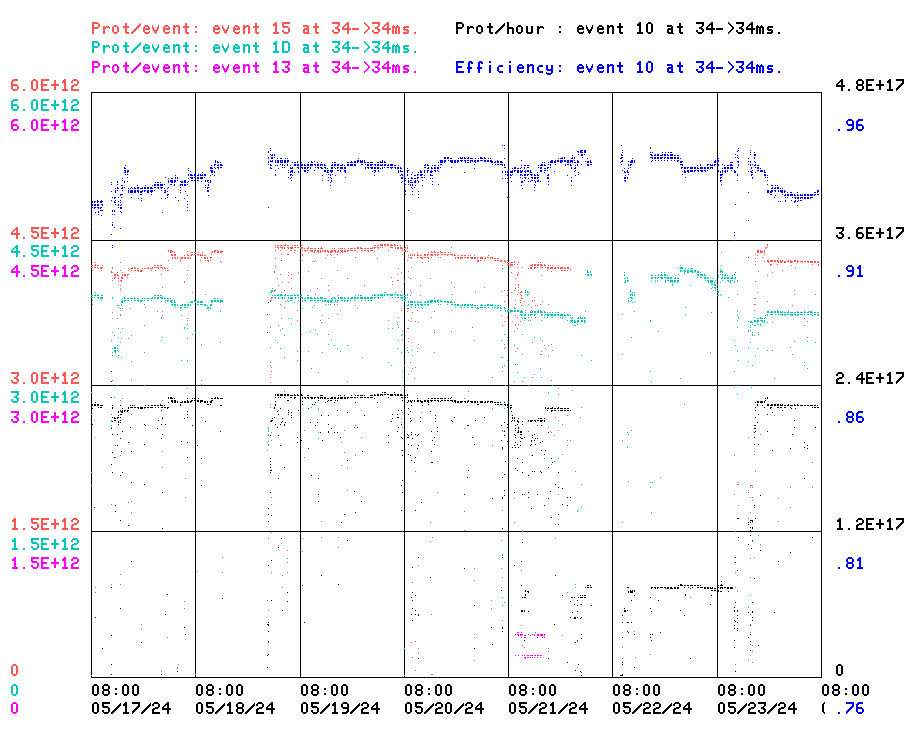 Prot/event: event 15 at 34->34ms. Prot/hour : event 10 at 34->34ms.
Prot/event: event 1D at 34->34ms.
Prot/event: event 13 at 34->34ms. Efficiency: event 10 at 34->34ms.
6.0E+12 4.8E+17
6.0E+12
6.0E+12 .96
4.5E+12 3.6E+17
4.5E+12
4.5E+12 .91
3.0E+12 2.4E+17
3.0E+12
3.0E+12 .86
1.5E+12 1.2E+17
1.5E+12
1.5E+12 .81
0 0
0 08:00 08:00 08:00 08:00 08:00 08:00 08:00 08:00
0 05/17/24 05/18/24 05/19/24 05/20/24 05/21/24 05/22/24 05/23/24 .76